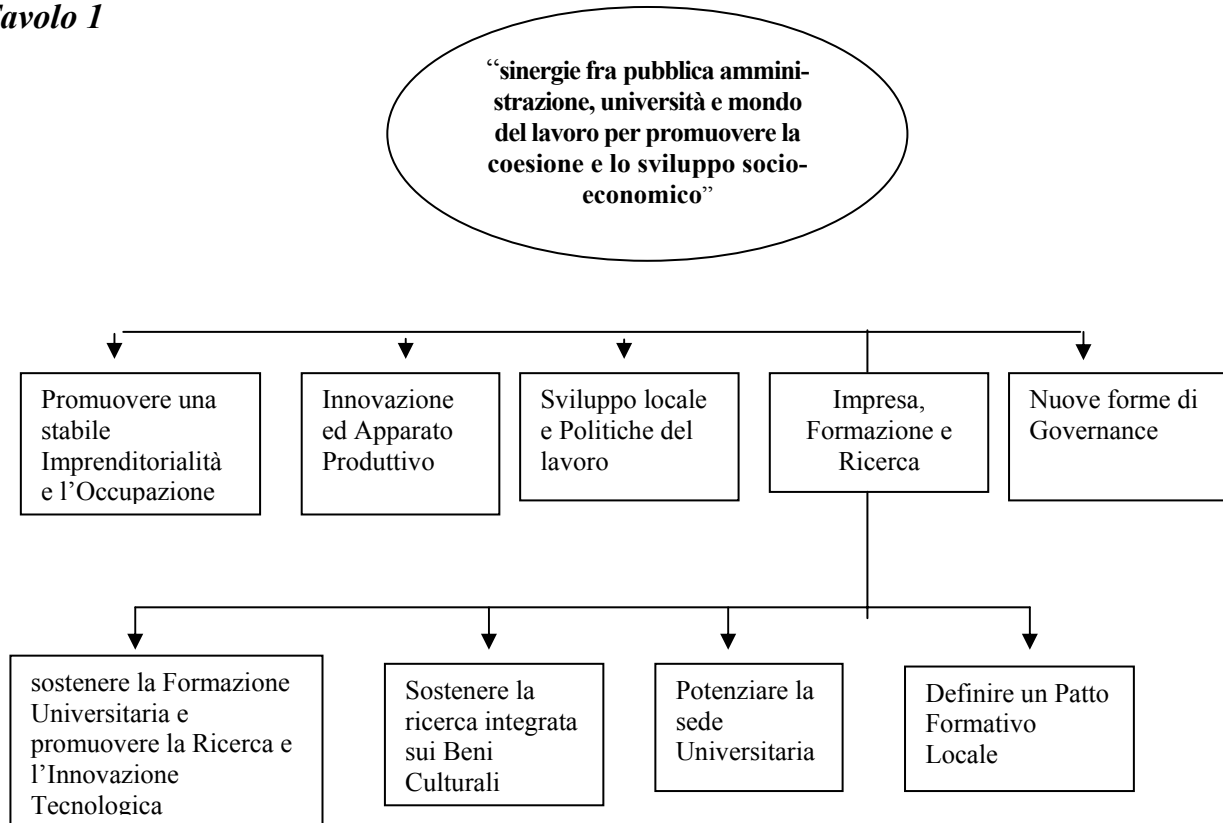 avolo 1
“sinergie fra pubblica ammini-
strazione, università e mondo
del lavoro per promuovere la
coesione e lo sviluppo socio-
economico”
Promuovere una
stabile
Imprenditorialità
e l’Occupazione
Innovazione
ed Apparato
Produttivo
Sviluppo locale
e Politiche del
lavoro
Impresa,
Formazione e
Ricerca
Nuove forme di
Governance
sostenere la Formazione
Universitaria e
promuovere la Ricerca e
l’Innovazione
Tecnologica
Sostenere la
ricerca integrata
sui Beni
Culturali
Potenziare la
sede
Universitaria
Definire un Patto
Formativo
Locale